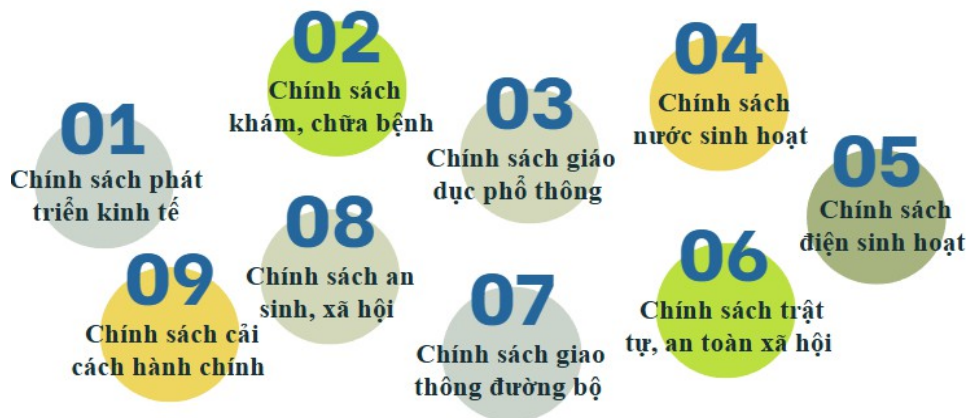 01
Chính sách phát
triển kinh tế
02
Chính sách
khám, chữa bệnh
03
Chính sách giáo
dục phổ thông
04
Chính sách
nước sinh hoạt
05
Chính sách
điện sinh hoạt
06
Chính sách trật
tự, an toàn xã hội
07
Chính sách giao
thông đường bộ
08
Chính sách an
sinh, xã hội
09
Chính sách cải
cách hành chính